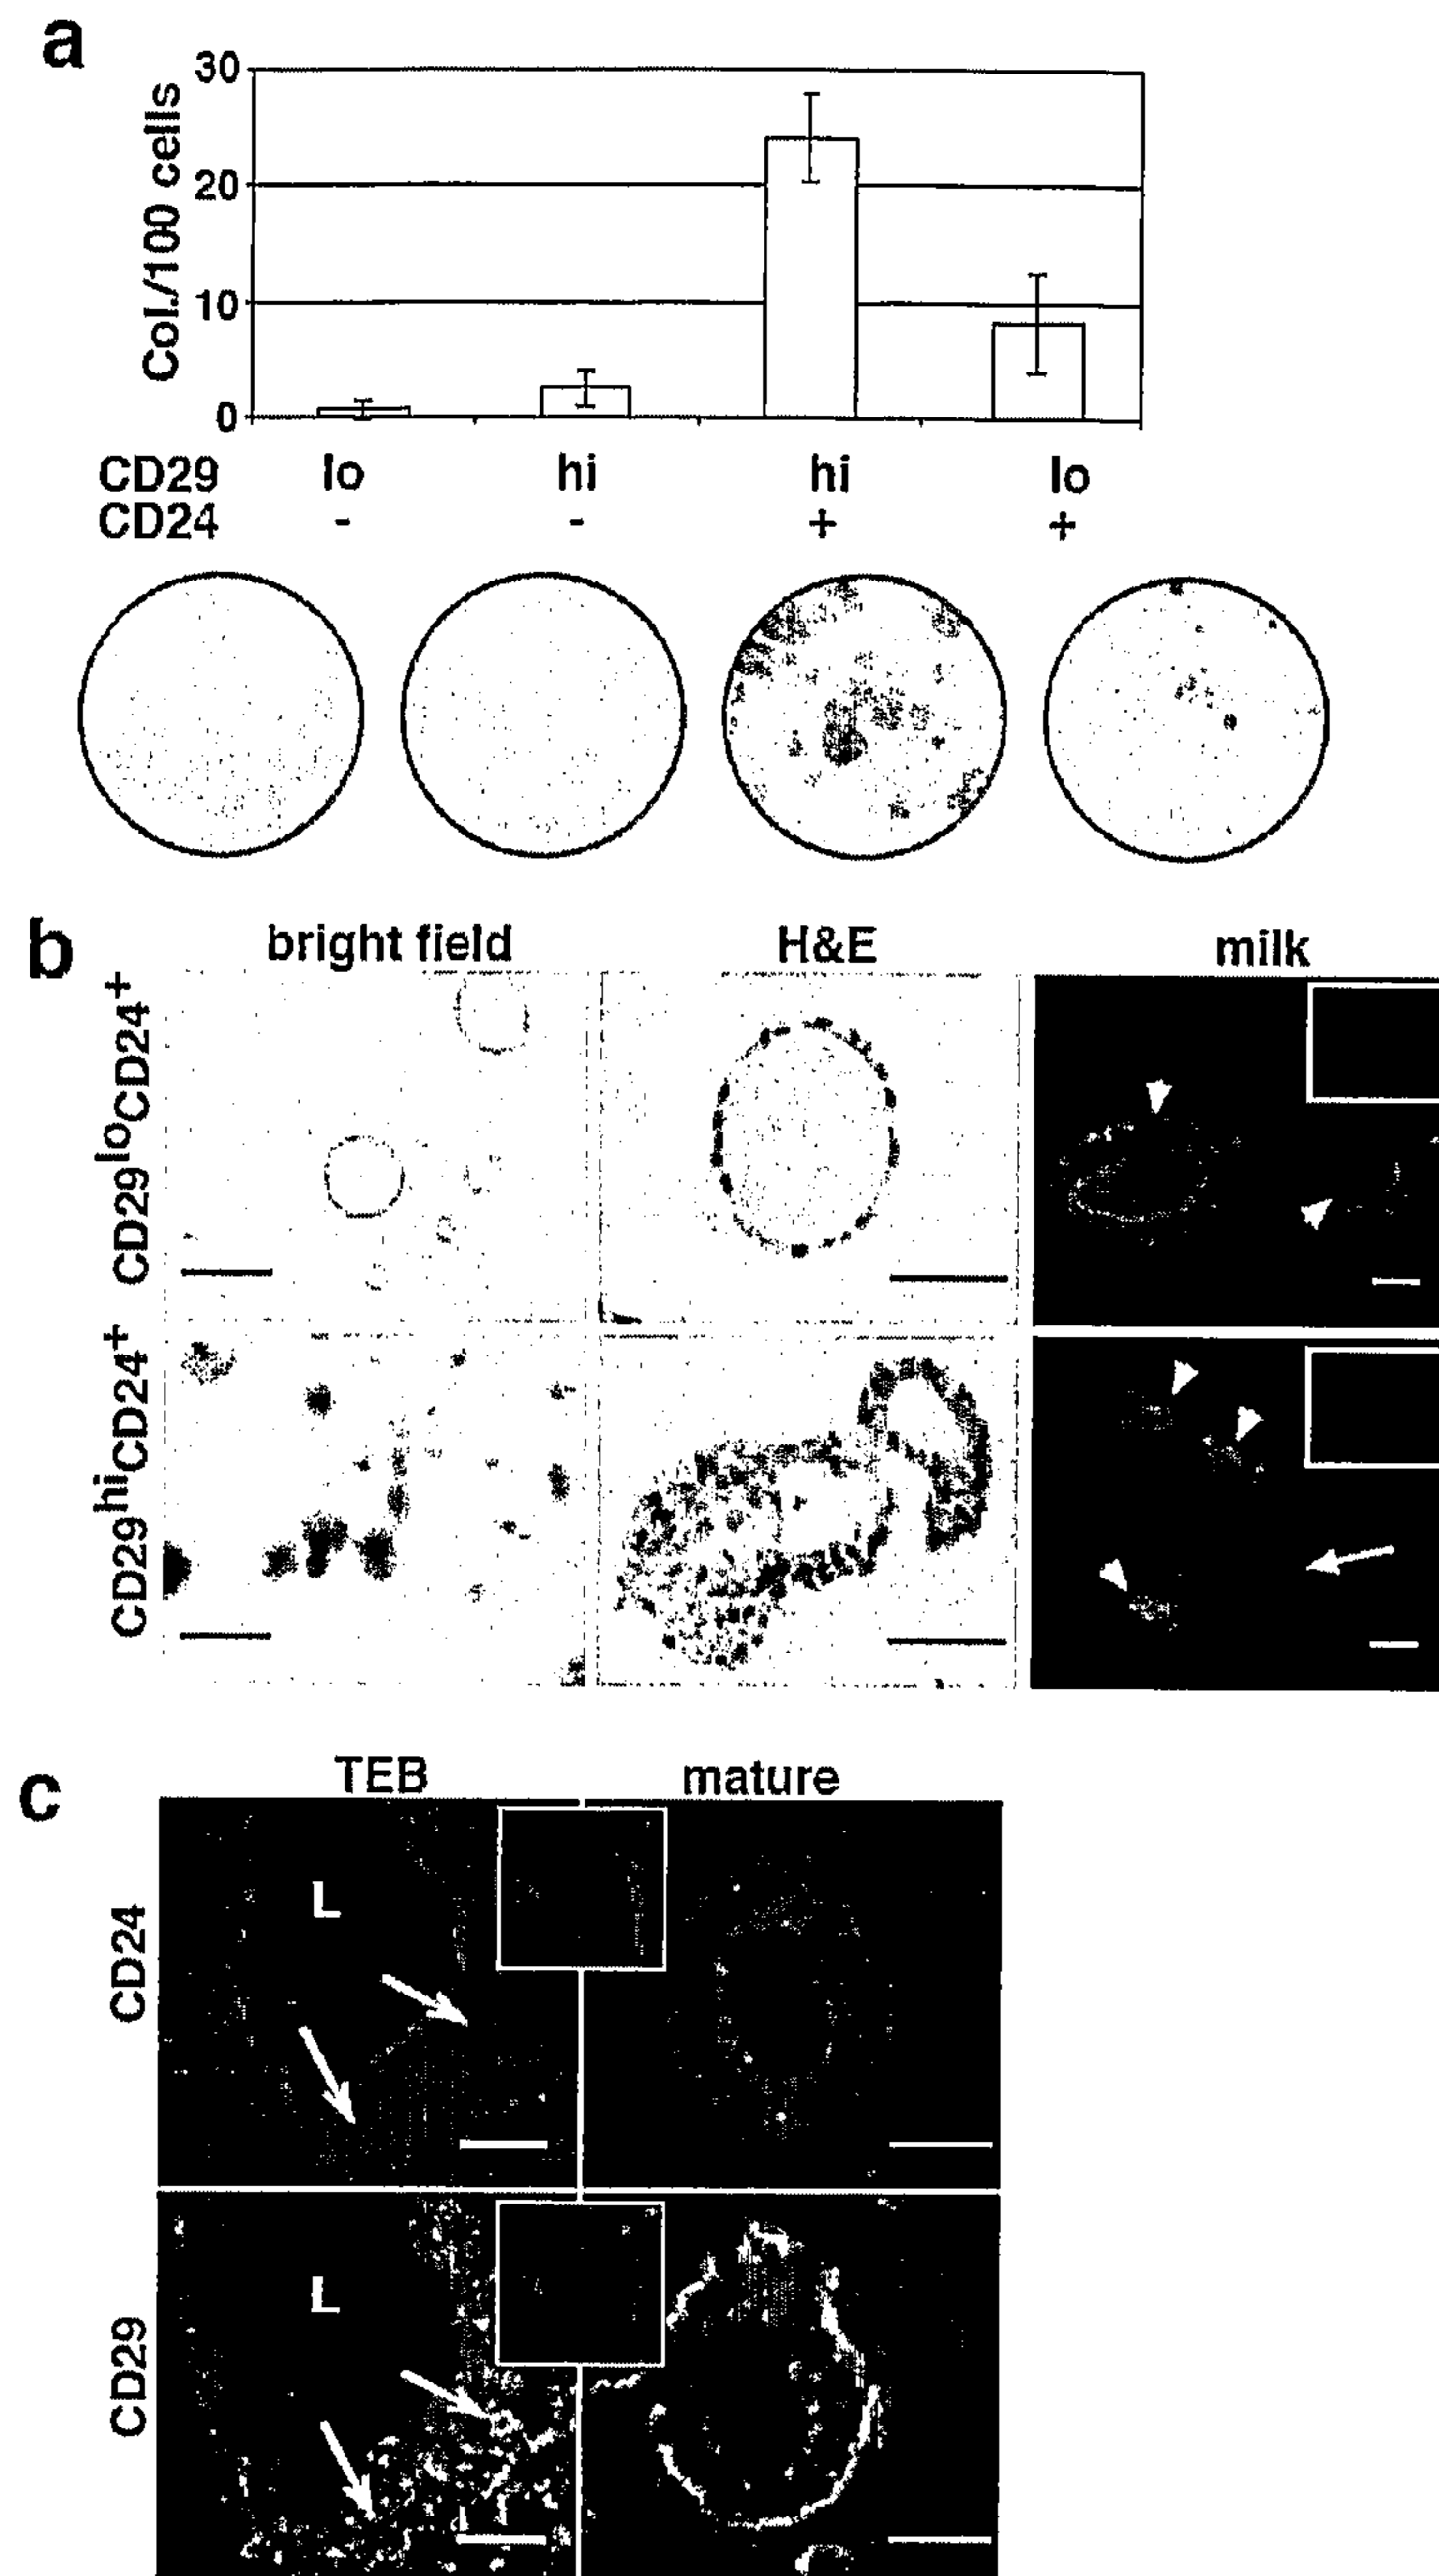 a
30
20
10
0
Col./100 cells
CD29 lo hi hi lo
CD24 - - + +
b
bright field H&E milk
CD29loCD24+
CD29hiCD24+
c
TEB mature
CD24
L
CD29
L